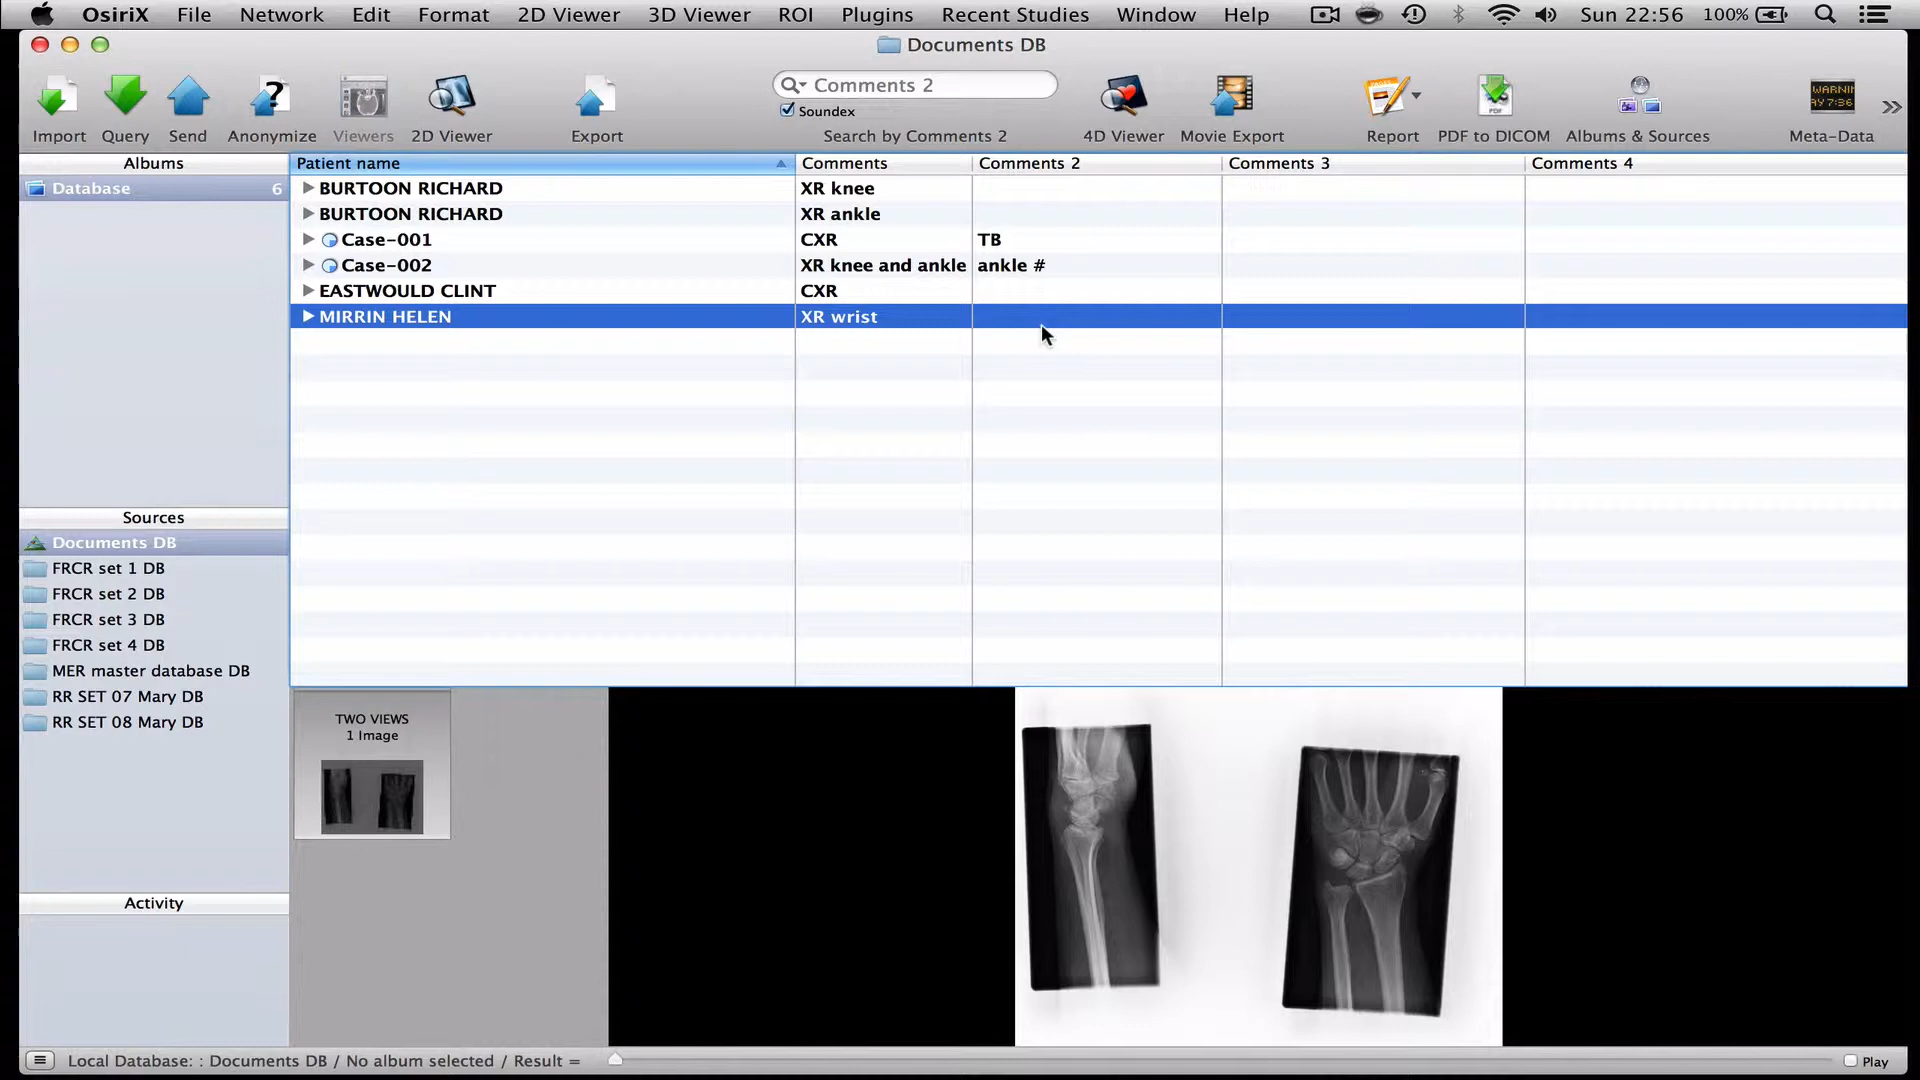 OsiriX File Network Edit Format 2D Viewer 3D Viewer ROI Plugins Recent Studies Window Help Sun 22:56 100%
Documents DB
Comments 2
Soundex
Import Query Send Anonymize Viewers 2D Viewer Export Search by Comments 2 4D Viewer Movie Export Report PDF to DICOM Albums & Sources Meta-Data
Albums
Database 6
Patient name Comments Comments 2 Comments 3 Comments 4
BURTOON RICHARD XR knee
BURTOON RICHARD XR ankle
Case-001 CXR TB
Case-002 XR knee and ankle ankle #
EASTWOULD CLINT CXR
MIRRIN HELEN XR wrist
Sources
Documents DB
FRCR set 1 DB
FRCR set 2 DB
FRCR set 3 DB
FRCR set 4 DB
MER master database DB
RR SET 07 Mary DB
RR SET 08 Mary DB
TWO VIEWS
1 Image
Activity
Local Database: : Documents DB / No album selected / Result =
Play